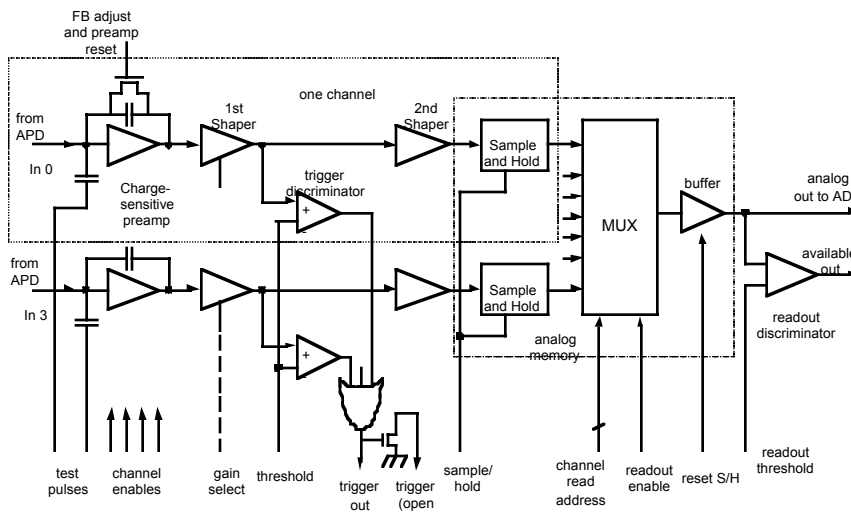 FB adjust
and preamp
reset
one channel
from
APD
In 0
1st
Shaper
2nd
Shaper
Charge-
sensitive
preamp
trigger
discriminator
+
-
Sample
and Hold
MUX
buffer
analog
out to AD
from
APD
In 3
Sample
and Hold
available
out
readout
discriminator
analog
memory
+
-
test
pulses
channel
enables
gain
select
threshold
trigger
out
trigger
(open
sample/
hold
channel
read
address
readout
enable
reset S/H
readout
threshold